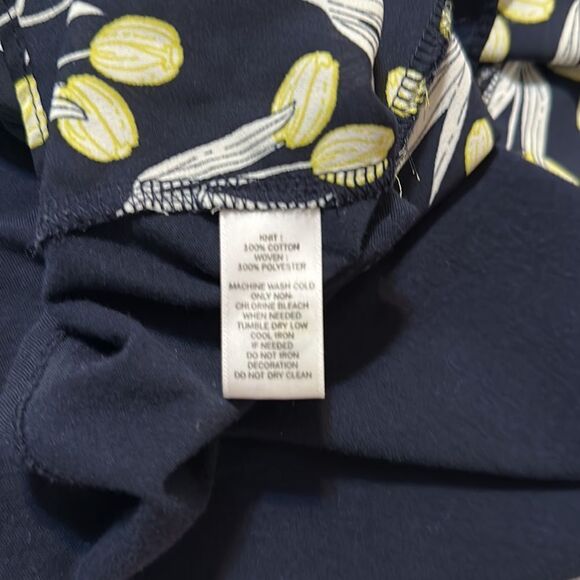 KNIT :
100% COTTON
WOVEN :
100% POLYESTER
MACHINE WASH COLD
ONLY NON-
CHLORINE BLEACH
WHEN NEEDED
TUMBLE DRY LOW
COOL IRON
IF NEEDED
DO NOT IRON
DECORATION
DO NOT DRY CLEAN